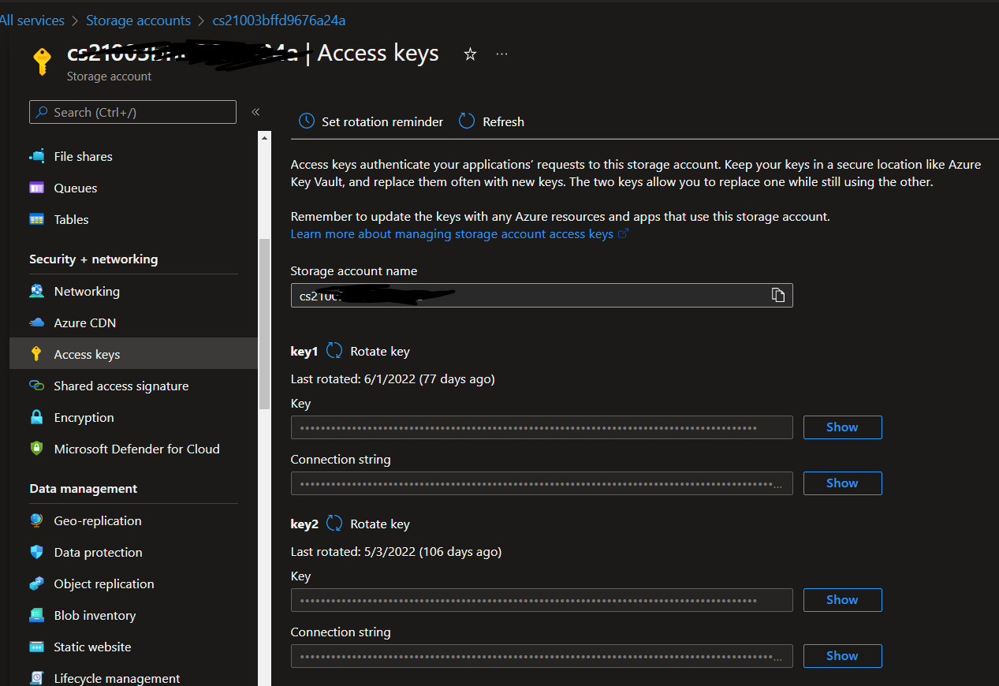 All services > Storage accounts > cs21003bffd9676a24a
| Access keys
Storage account
Search (Ctrl+/)
File shares
Queues
Tables
Security + networking
Networking
Azure CDN
Access keys
Shared access signature
Encryption
Microsoft Defender for Cloud
Data management
Geo-replication
Data protection
Object replication
Blob inventory
Static website
Lifecycle management
Set rotation reminder Refresh
Access keys authenticate your applications’ requests to this storage account. Keep your keys in a secure location like Azure
Key Vault, and replace them often with new keys. The two keys allow you to replace one while still using the other.
Remember to update the keys with any Azure resources and apps that use this storage account.
Learn more about managing storage account access keys
Storage account name
key1 Rotate key
Last rotated: 6/1/2022 (77 days ago)
Key
Show
Connection string
Show
key2 Rotate key
Last rotated: 5/3/2022 (106 days ago)
Key
Show
Connection string
Show